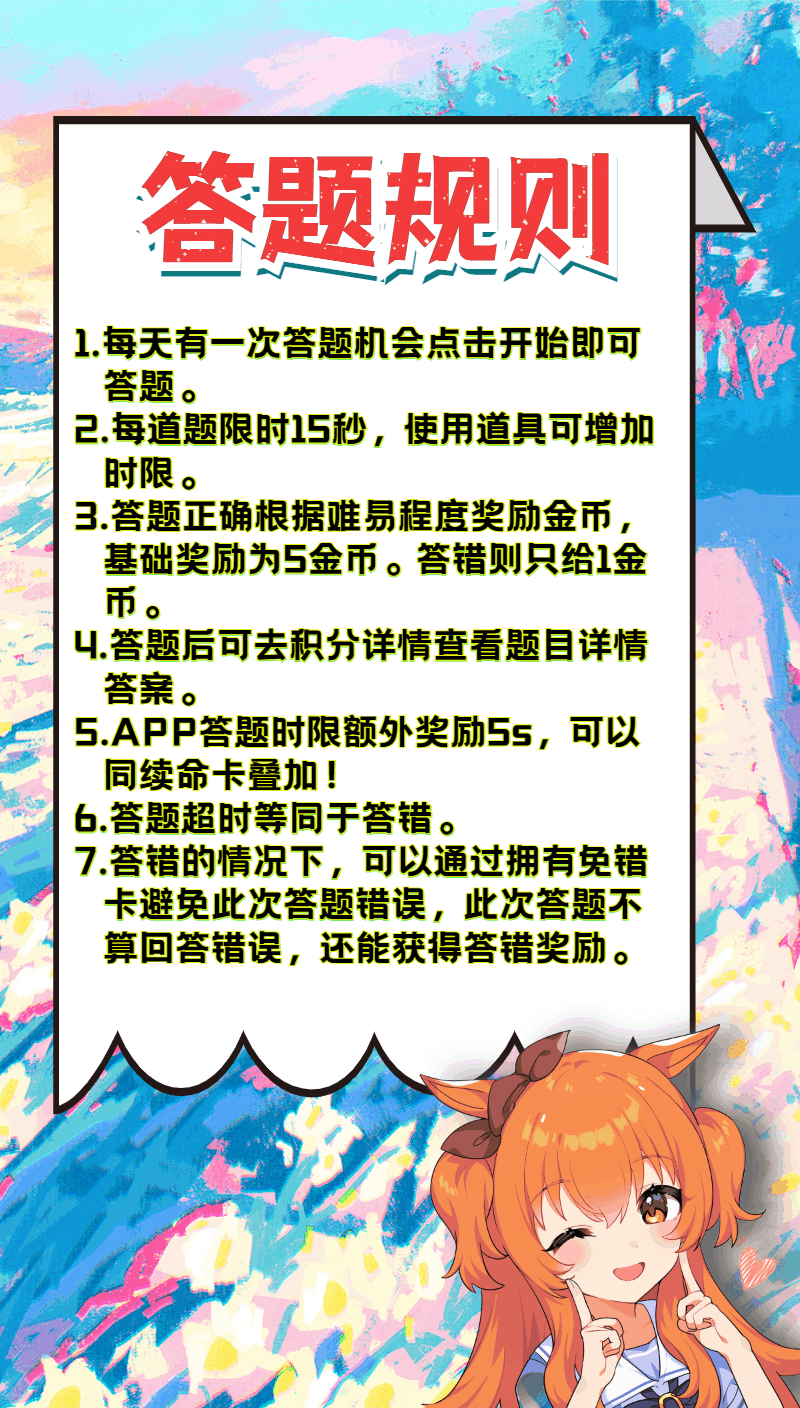 答题规则
1.每天有一次答题机会点击开始即可
答题。
2.每道题限时15秒，使用道具可增加
时限。
3.答题正确根据难易程度奖励金币，
基础奖励为5金币。答错则只给1金
币。
4.答题后可去积分详情查看题目详情
答案。
5.APP答题时限额外奖励5s，可以
同续命卡叠加！
6.答题超时等同于答错。
7.答错的情况下，可以通过拥有免错
卡避免此次答题错误，此次答题不
算回答错误，还能获得答错奖励。